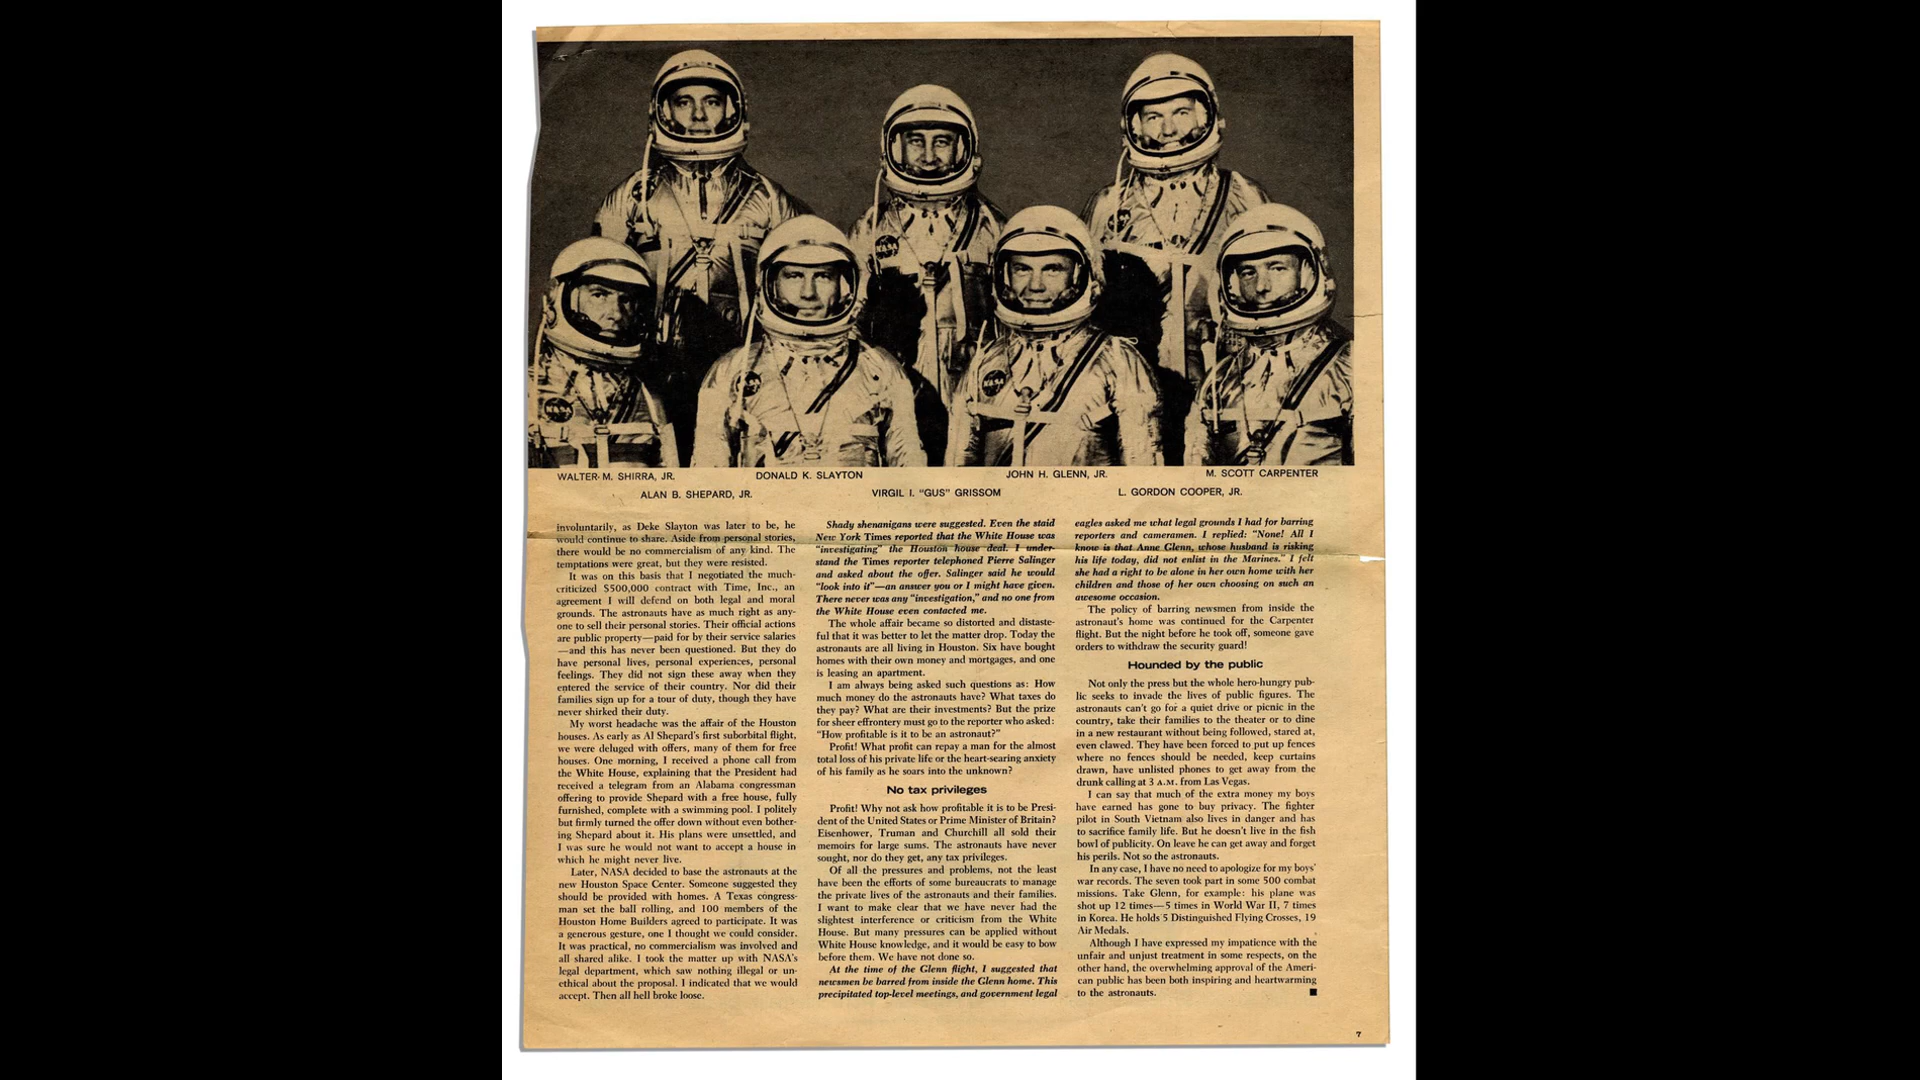 NASA
NASA
NASA
NASA
WALTER M. SHIRRA, JR.
DONALD K. SLAYTON
JOHN H. GLENN, JR.
M. SCOTT CARPENTER
ALAN B. SHEPARD, JR.
VIRGIL I. "GUS" GRISSOM
L. GORDON COOPER, JR.
involuntarily, as Deke Slayton was later to be, he
would continue to share. Aside from personal stories,
there would be no commercialism of any kind. The
temptations were great, but they were resisted.
It was on this basis that I negotiated the much-
criticized $500,000 contract with Time, Inc., an
agreement I will defend on both legal and moral
grounds. The astronauts have as much right as any-
one to sell their personal stories. Their official actions
are public property—paid for by their service salaries
—and this has never been questioned. But they do
have personal lives, personal experiences, personal
feelings. They did not sign these away when they
entered the service of their country. Nor did their
families sign up for a tour of duty, though they have
never shirked their duty.
My worst headache was the affair of the Houston
houses. As early as Al Shepard's first suborbital flight,
we were deluged with offers, many of them for free
houses. One morning, I received a phone call from
the White House, explaining that the President had
received a telegram from an Alabama congressman
offering to provide Shepard with a free house, fully
furnished, complete with a swimming pool. I politely
but firmly turned the offer down without even bother-
ing Shepard about it. His plans were unsettled, and
I was sure he would not want to accept a house in
which he might never live.
Later, NASA decided to base the astronauts at the
new Houston Space Center. Someone suggested they
should be provided with homes. A Texas congress-
man set the ball rolling, and 100 members of the
Houston Home Builders agreed to participate. It was
a generous gesture, one I thought we could consider.
It was practical, no commercialism was involved and
all shared alike. I took the matter up with NASA's
legal department, which saw nothing illegal or un-
ethical about the proposal. I indicated that we would
accept. Then all hell broke loose.
Shady shenanigans were suggested. Even the staid
New York Times reported that the White House was
"investigating" the Houston house deal. I under-
stand the Times reporter telephoned Pierre Salinger
and asked about the offer. Salinger said he would
"look into it"—an answer you or I might have given.
There never was any "investigation," and no one from
the White House even contacted me.
The whole affair became so distorted and distaste-
ful that it was better to let the matter drop. Today the
astronauts are all living in Houston. Six have bought
homes with their own money and mortgages, and one
is leasing an apartment.
I am always being asked such questions as: How
much money do the astronauts have? What taxes do
they pay? What are their investments? But the prize
for sheer effrontery must go to the reporter who asked:
"How profitable is it to be an astronaut?"
Profit! What profit can repay a man for the almost
total loss of his private life or the heart-searing anxiety
of his family as he soars into the unknown?
No tax privileges
Profit! Why not ask how profitable it is to be Presi-
dent of the United States or Prime Minister of Britain?
Eisenhower, Truman and Churchill all sold their
memoirs for large sums. The astronauts have never
sought, nor do they get, any tax privileges.
Of all the pressures and problems, not the least
have been the efforts of some bureaucrats to manage
the private lives of the astronauts and their families.
I want to make clear that we have never had the
slightest interference or criticism from the White
House. But many pressures can be applied without
White House knowledge, and it would be easy to bow
before them. We have not done so.
At the time of the Glenn flight, I suggested that
newsmen be barred from inside the Glenn home. This
precipitated top-level meetings, and government legal
eagles asked me what legal grounds I had for barring
reporters and cameramen. I replied: "None! All I
know is that Anne Glenn, whose husband is risking
his life today, did not enlist in the Marines." I felt
she had a right to be alone in her own home with her
children and those of her own choosing on such an
awesome occasion.
The policy of barring newsmen from inside the
astronaut's home was continued for the Carpenter
flight. But the night before he took off, someone gave
orders to withdraw the security guard!
Hounded by the public
Not only the press but the whole hero-hungry pub-
lic seeks to invade the lives of public figures. The
astronauts can't go for a quiet drive or picnic in the
country, take their families to the theater or to dine
in a new restaurant without being followed, stared at,
even clawed. They have been forced to put up fences
where no fences should be needed, keep curtains
drawn, have unlisted phones to get away from the
drunk calling at 3 A.M. from Las Vegas.
I can say that much of the extra money my boys
have earned has gone to buy privacy. The fighter
pilot in South Vietnam also lives in danger and has
to sacrifice family life. But he doesn't live in the fish
bowl of publicity. On leave he can get away and forget
his perils. Not so the astronauts.
In any case, I have no need to apologize for my boys'
war records. The seven took part in some 500 combat
missions. Take Glenn, for example: his plane was
shot up 12 times—5 times in World War II, 7 times
in Korea. He holds 5 Distinguished Flying Crosses, 19
Air Medals.
Although I have expressed my impatience with the
unfair and unjust treatment in some respects, on the
other hand, the overwhelming approval of the Ameri-
can public has been both inspiring and heartwarming
to the astronauts. ■
7